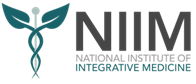 NIIM
NATIONAL INSTITUTE OF
INTEGRATIVE MEDICINE